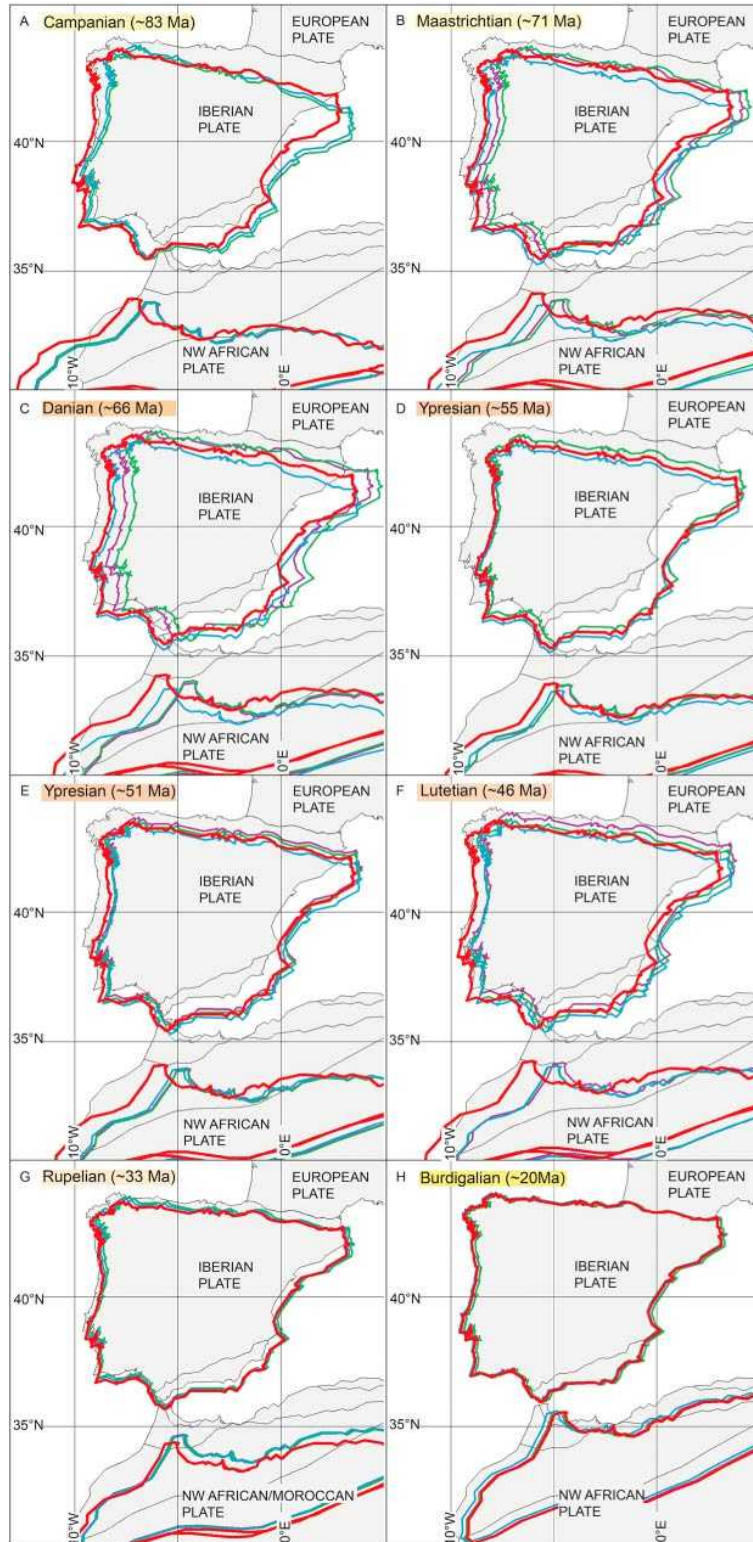 A Campanian (~83 Ma)
EUROPEAN
PLATE
IBERIAN
PLATE
40°N
35°N
NW AFRICAN
PLATE
10°W
0°E
B Maastrichtian (~71 Ma)
EUROPEAN
PLATE
IBERIAN
PLATE
40°N
35°N
NW AFRICAN
PLATE
10°W
0°E
C Danian (~66 Ma)
EUROPEAN
PLATE
IBERIAN
PLATE
40°N
35°N
NW AFRICAN
PLATE
10°W
0°E
D Ypresian (~55 Ma)
EUROPEAN
PLATE
IBERIAN
PLATE
40°N
35°N
NW AFRICAN
PLATE
10°W
0°E
E Ypresian (~51 Ma)
EUROPEAN
PLATE
IBERIAN
PLATE
40°N
35°N
NW AFRICAN
PLATE
10°W
0°E
F Lutetian (~46 Ma)
EUROPEAN
PLATE
IBERIAN
PLATE
40°N
35°N
NW AFRICAN
PLATE
10°W
0°E
G Rupelian (~33 Ma)
EUROPEAN
PLATE
IBERIAN
PLATE
40°N
35°N
NW AFRICAN/MOROCCAN
PLATE
10°W
0°E
H Burdigalian (~20Ma)
EUROPEAN
PLATE
IBERIAN
PLATE
40°N
35°N
NW AFRICAN
PLATE
10°W
0°E